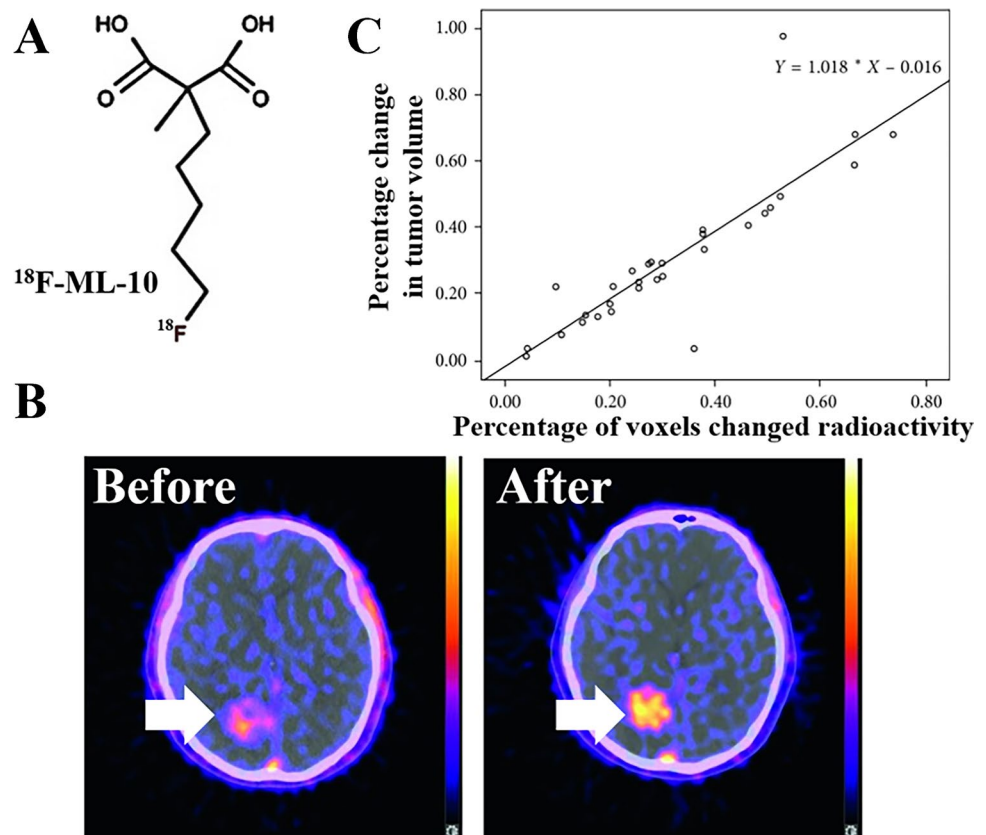 A
HO
OH
O
O
¹⁸F-ML-10
¹⁸F
C
Percentage change
in tumor volume
1.00
0.80
0.60
0.40
0.20
0.00
Y = 1.018 * X – 0.016
0.00 0.20 0.40 0.60 0.80
Percentage of voxels changed radioactivity
B
Before
After